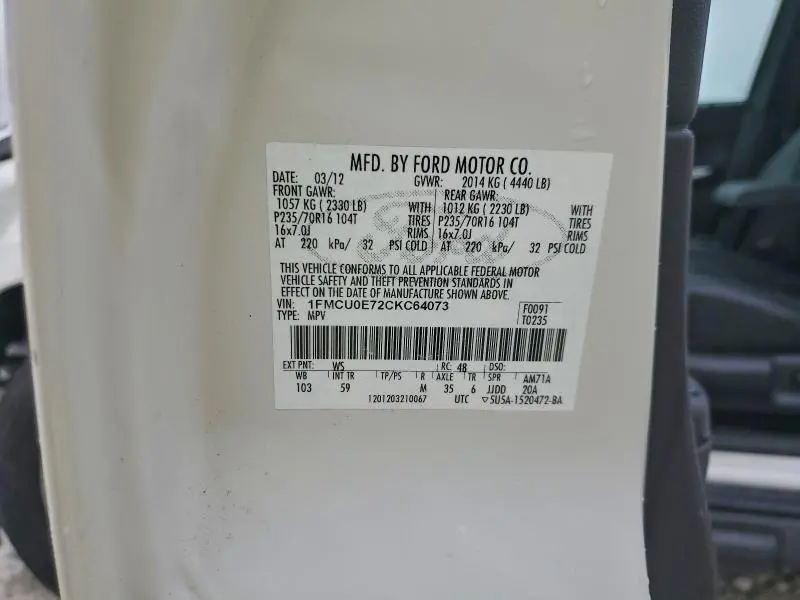 MFD. BY FORD MOTOR CO.
DATE: 03/12 GVWR: 2014 KG ( 4440 LB)
FRONT GAWR: REAR GAWR:
1057 KG ( 2330 LB) WITH 1012 KG ( 2230 LB) WITH
P235/70R16 104T TIRES P235/70R16 104T TIRES
16x7.0J RIMS 16x7.0J RIMS
AT 220 kPa/ 32 PSI COLD AT 220 kPa/ 32 PSI COLD
THIS VEHICLE CONFORMS TO ALL APPLICABLE FEDERAL MOTOR
VEHICLE SAFETY AND THEFT PREVENTION STANDARDS IN
EFFECT ON THE DATE OF MANUFACTURE SHOWN ABOVE.
VIN: 1FMCU0E72CKC64073 F0091
TYPE: MPV T0235
EXT PNT: WS RC: 48 DSO:
WB INT TR TP/PS R AXLE TR SPR AM71A
103 59 M 35 6 JJDD 20A
1201203210067 UTC ▽5U5A-1520472-BA